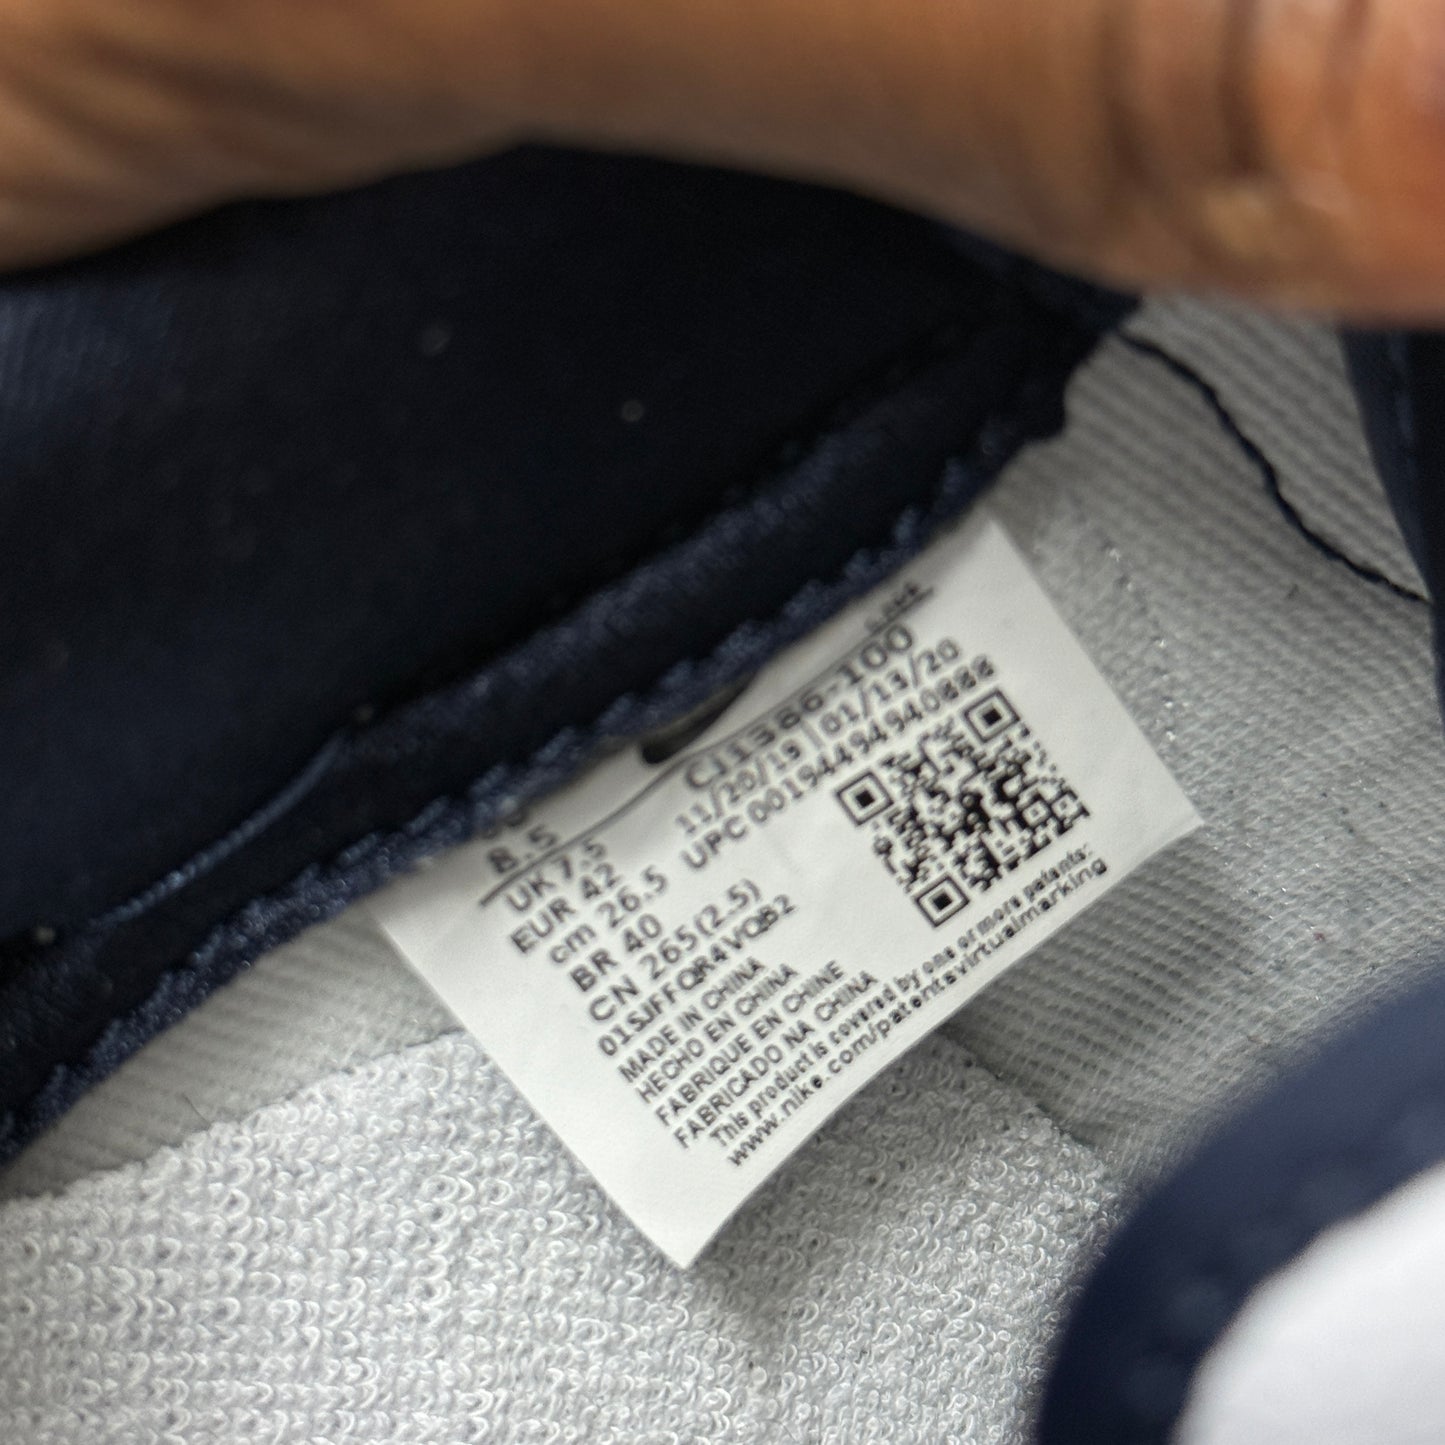 CJ1386-100
11/20/19 | 01/13/20
UPC 00194494940888
8.5
UK 7.5
EUR 42
cm 26.5
BR 40
CN 265(2.5)
01SJFFQR4VQB2
MADE IN CHINA
HECHO EN CHINA
FABRIQUE EN CHINE
FABRICADO NA CHINA
This product is covered by one or more patents:
www.nike.com/patentsvirtualmarking